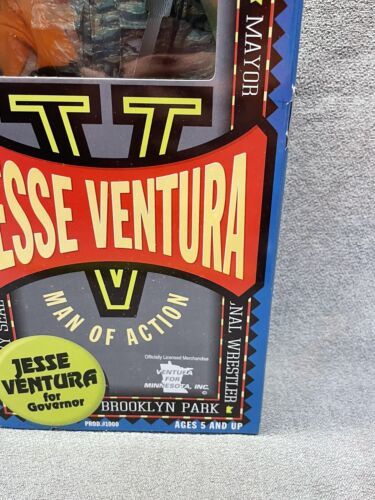 MAYOR
ESSE VENTURA
MAN OF ACTION
Y SEAL
NAL WRESTLER
JESSE
VENTURA
for
Governor
Officially Licensed Merchandise
VENTURA
FOR
MINNESOTA, INC.
©
BROOKLYN PARK
PROD.#1000
AGES 5 AND UP